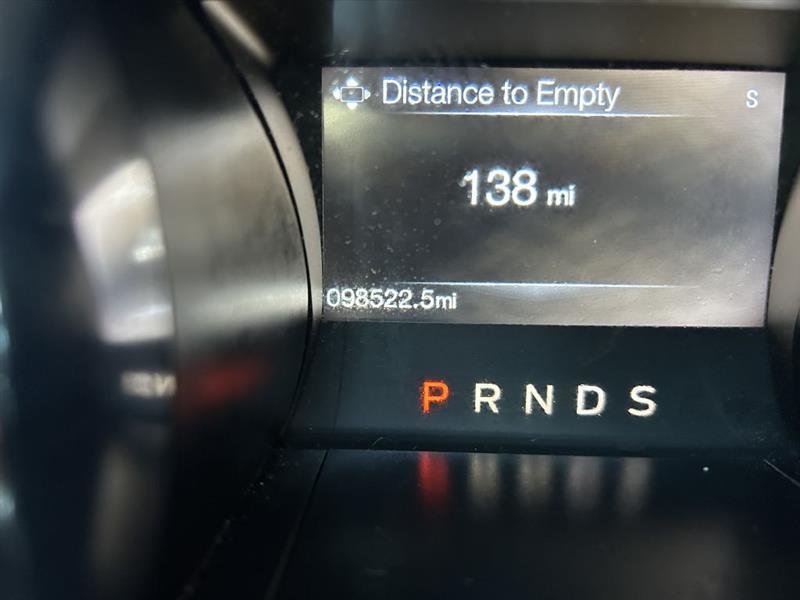 Distance to Empty S
138 mi
098522.5mi
P R N D S